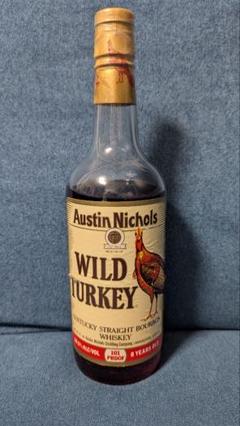 Austin Nichols
WILD
TURKEY
KENTUCKY STRAIGHT BOURBON
WHISKEY
101
PROOF
8 YEARS OLD